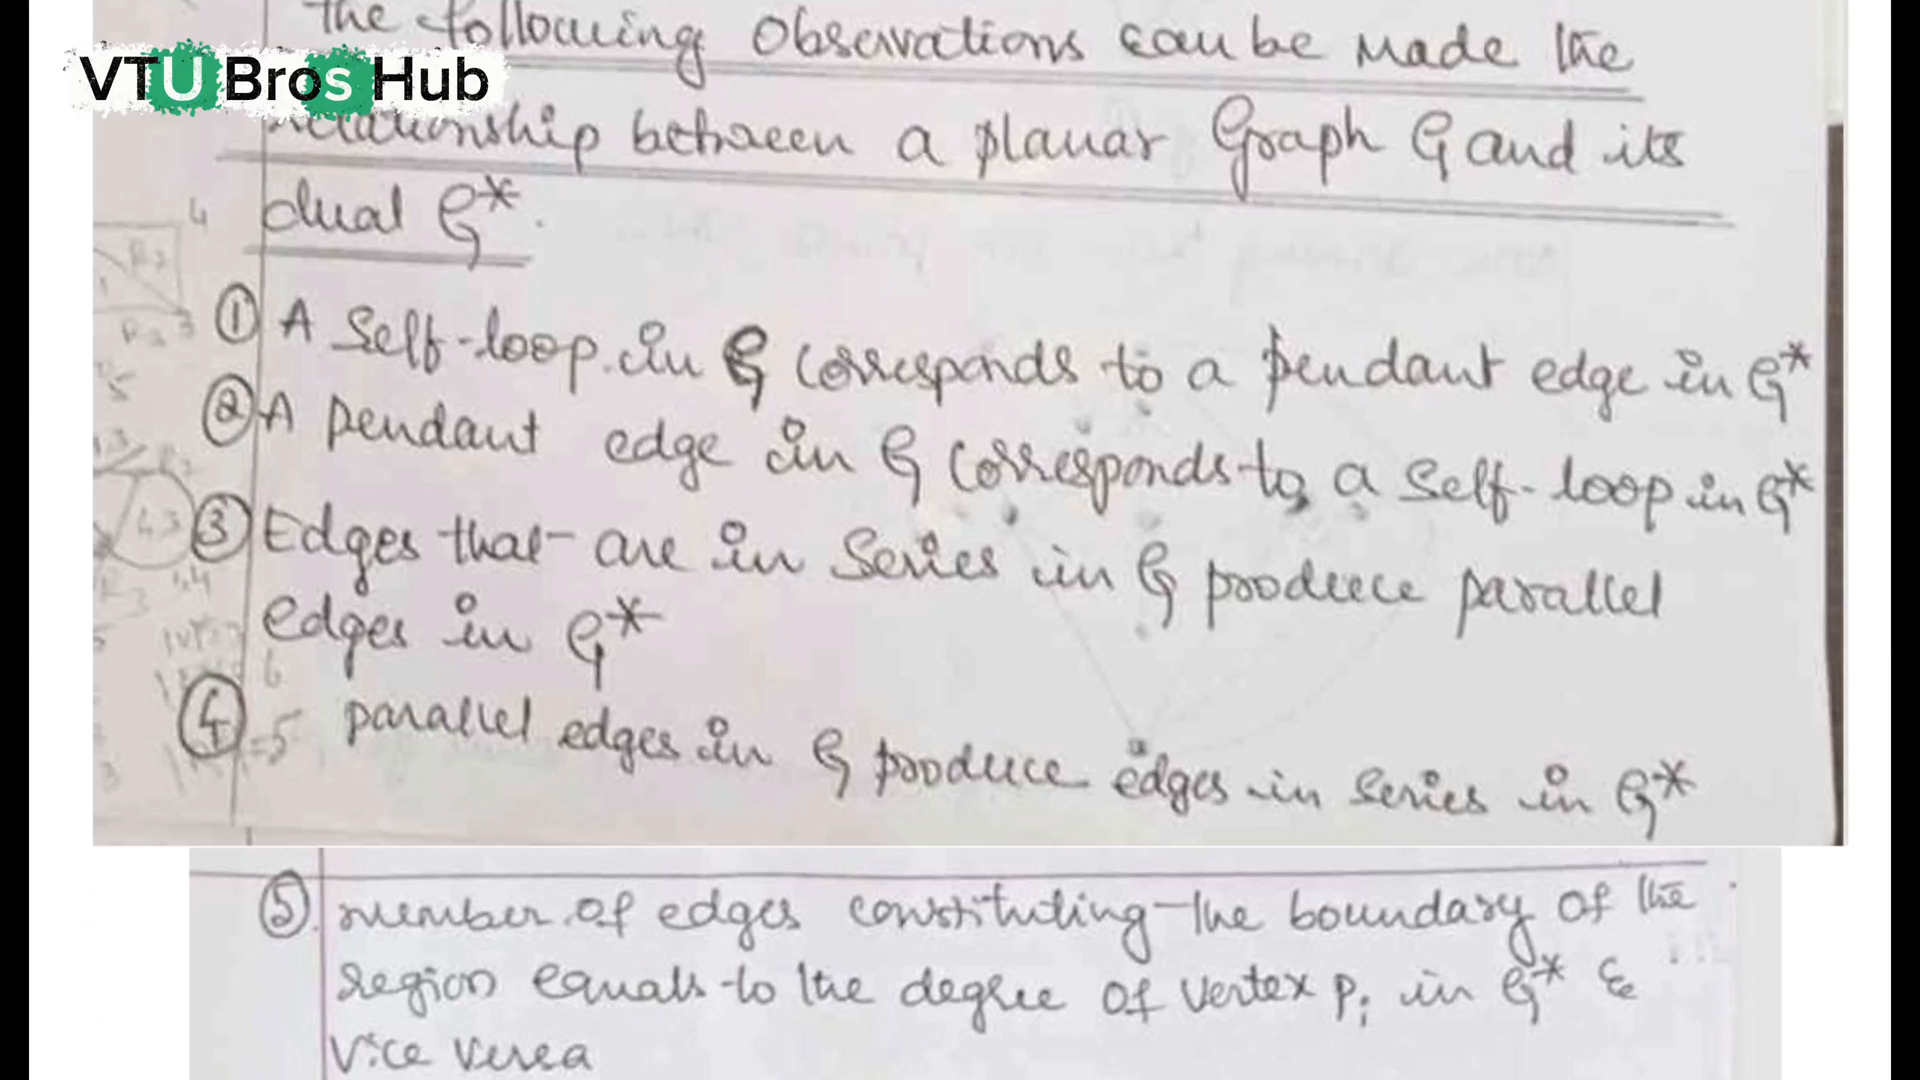 the following observations can be made the
VTU Bros Hub
relationship between a planar Graph G and its
dual G*.
① A Self-loop in G corresponds to a pendant edge in G*
② A pendant edge in G corresponds to a Self-loop in G*
③ Edges that are in Series in G produce parallel
edges in G*
④ parallel edges in G produce edges in series in G*
⑤ number of edges constituting the boundary of the
region equals to the degree of vertex Pi in G* &
Vice versa